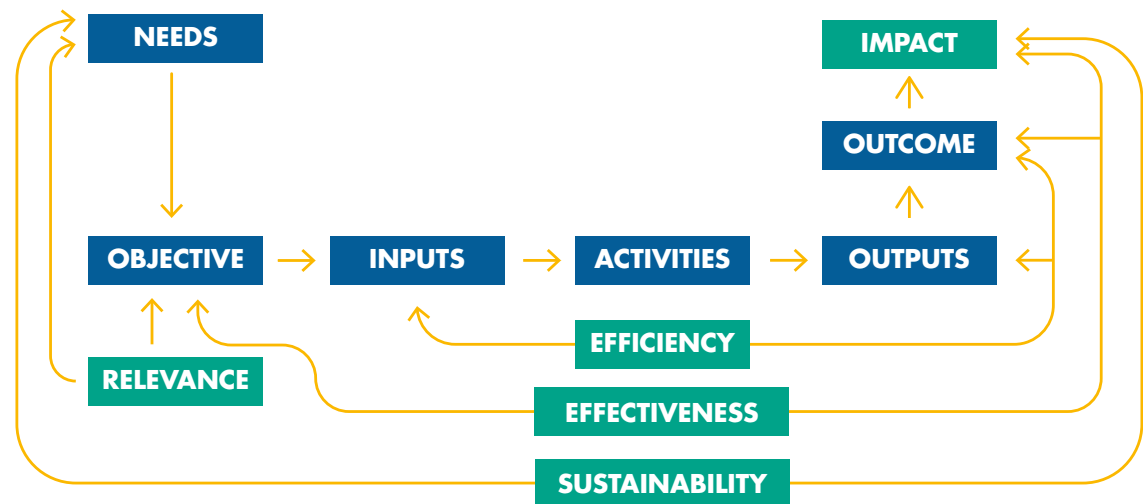 NEEDS
IMPACT
OUTCOME
OBJECTIVE
INPUTS
ACTIVITIES
OUTPUTS
EFFICIENCY
RELEVANCE
EFFECTIVENESS
SUSTAINABILITY